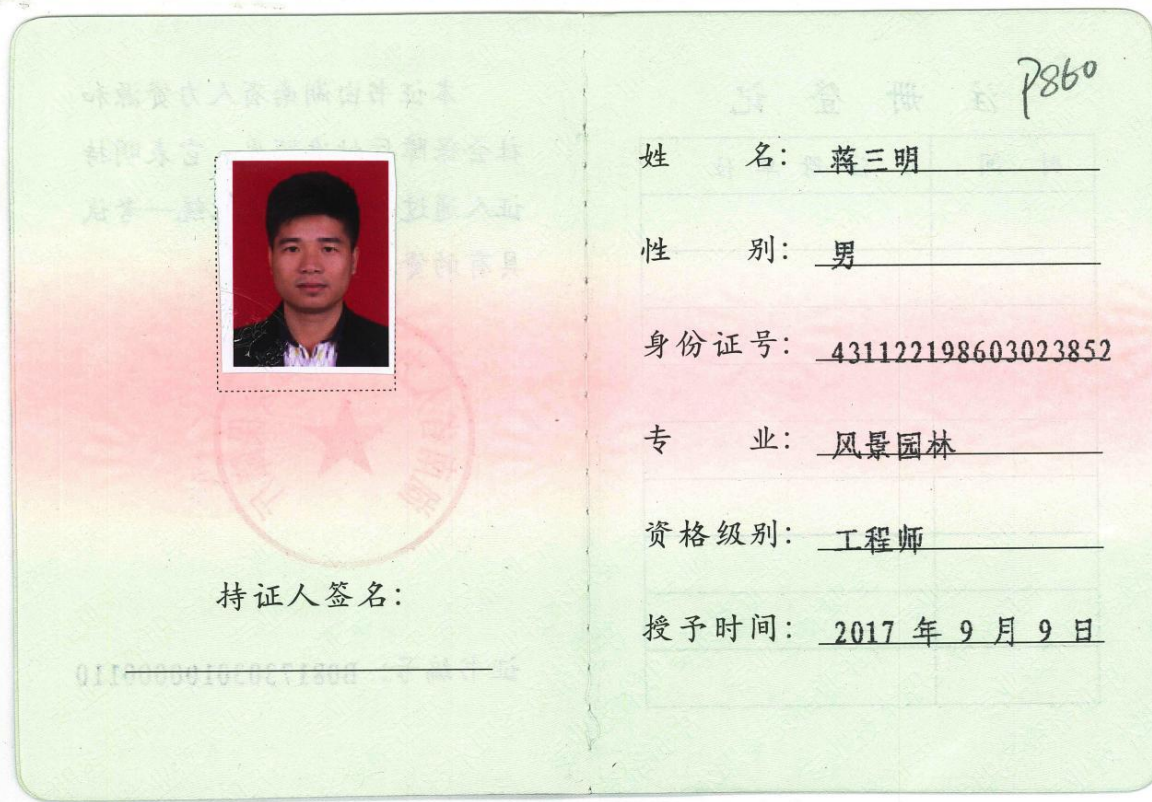 P860
姓 名： 蒋三明
性 别： 男
身份证号： 431122198603023852
专 业： 风景园林
资格级别： 工程师
授予时间： 2017 年 9 月 9 日
持证人签名：